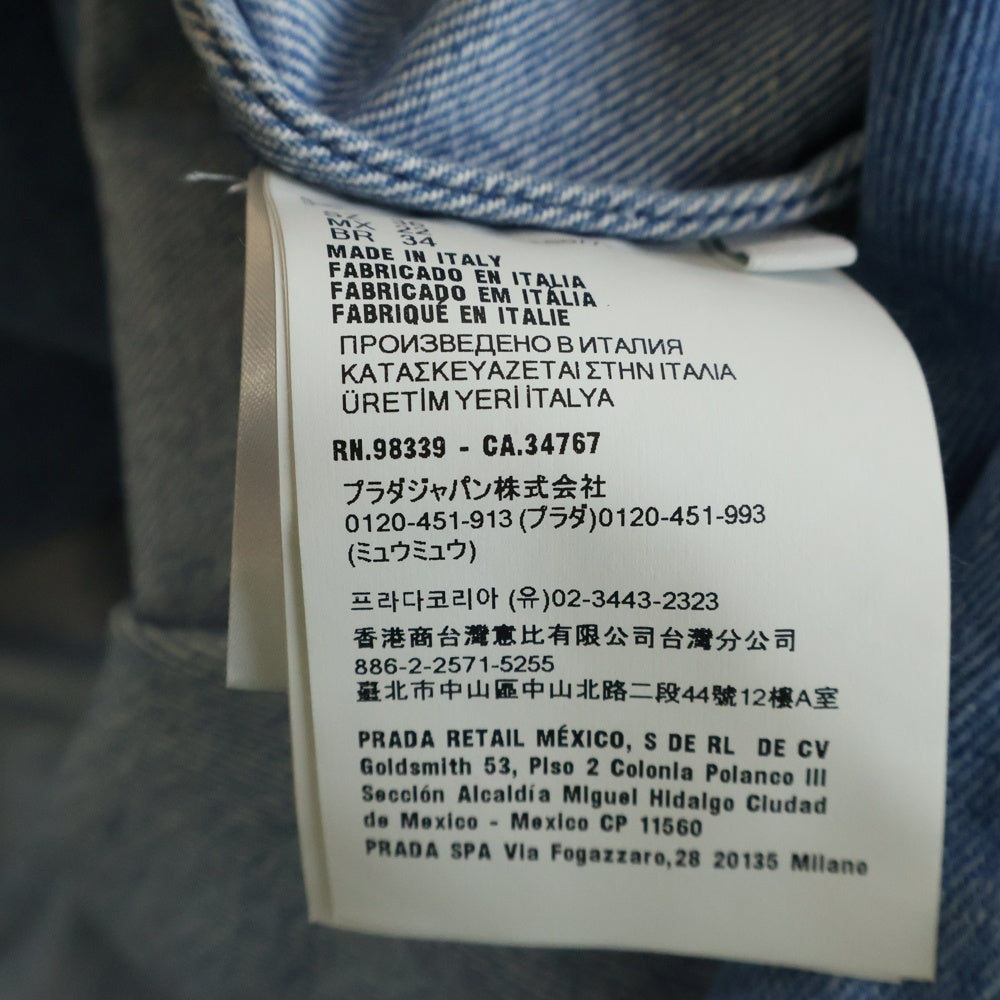 MX
BR 34
MADE IN ITALY
FABRICADO EN ITALIA
FABRICADO EM ITÁLIA
FABRIQUÉ EN ITALIE
ПРОИЗВЕДЕНО В ИТАЛИЯ
ΚΑΤΑΣΚΕΥΑΖΕΤΑΙ ΣΤΗΝ ΙΤΑΛΙΑ
ÜRETİM YERİ İTALYA
RN.98339 - CA.34767
プラダジャパン株式会社
0120-451-913 (プラダ)0120-451-993
(ミュウミュウ)
프라다코리아 (유)02-3443-2323
香港商台灣意比有限公司台灣分公司
886-2-2571-5255
臺北市中山區中山北路二段44號12樓A室
PRADA RETAIL MÉXICO, S DE RL DE CV
Goldsmith 53, Piso 2 Colonia Polanco III
Sección Alcaldía Miguel Hidalgo Ciudad
de Mexico - Mexico CP 11560
PRADA SPA Via Fogazzaro,28 20135 Milano